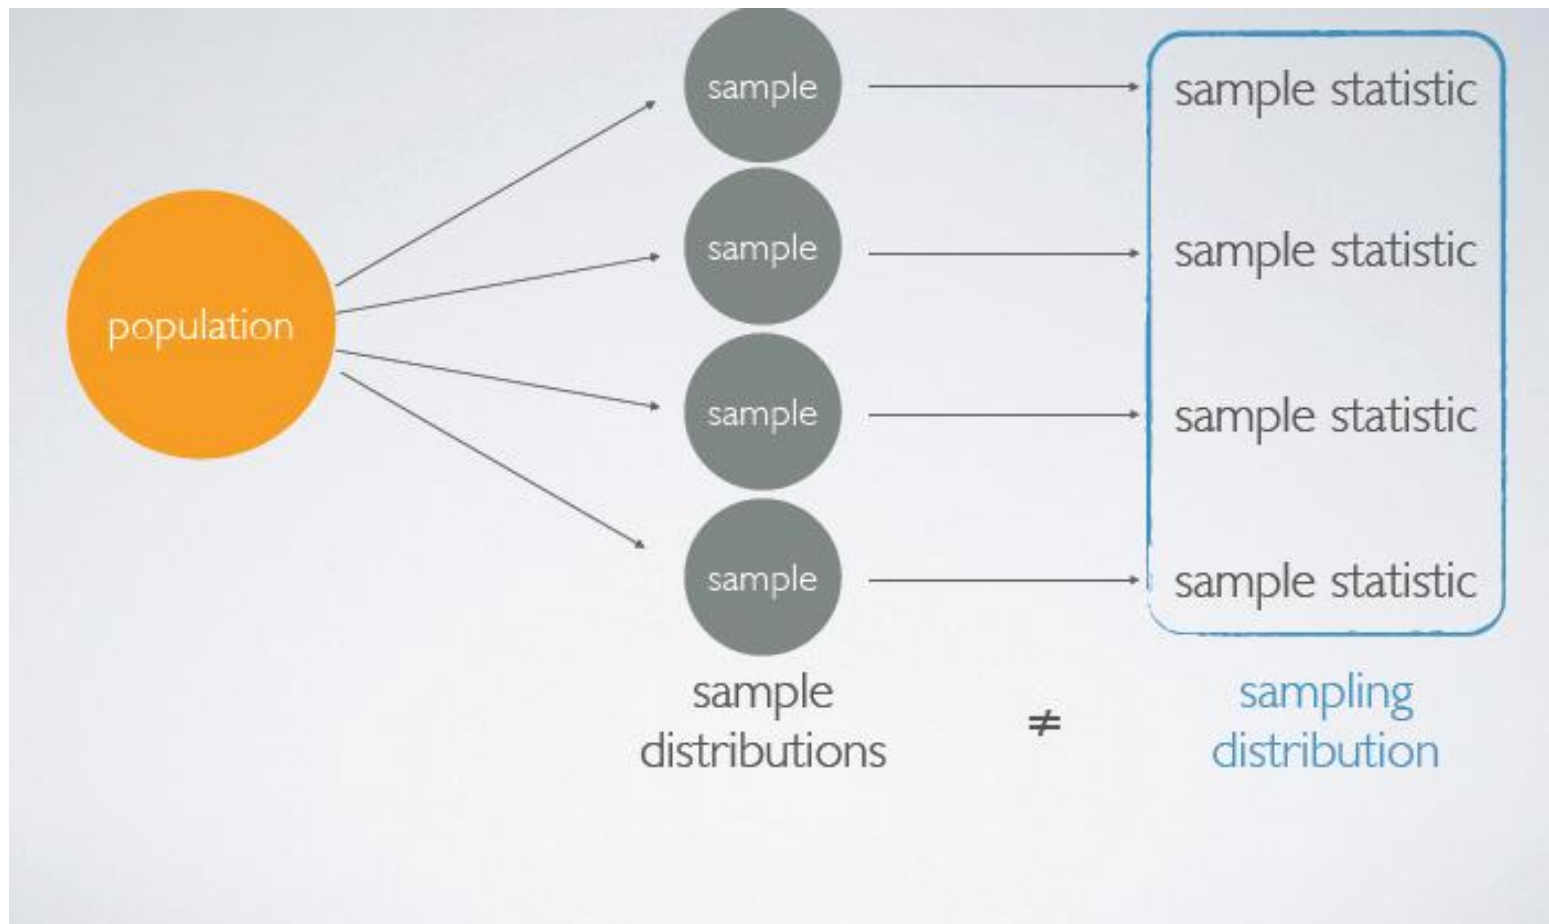 sample
sample statistic
sample
sample statistic
population
sample
sample statistic
sample
sample statistic
sample
distributions
≠
sampling
distribution